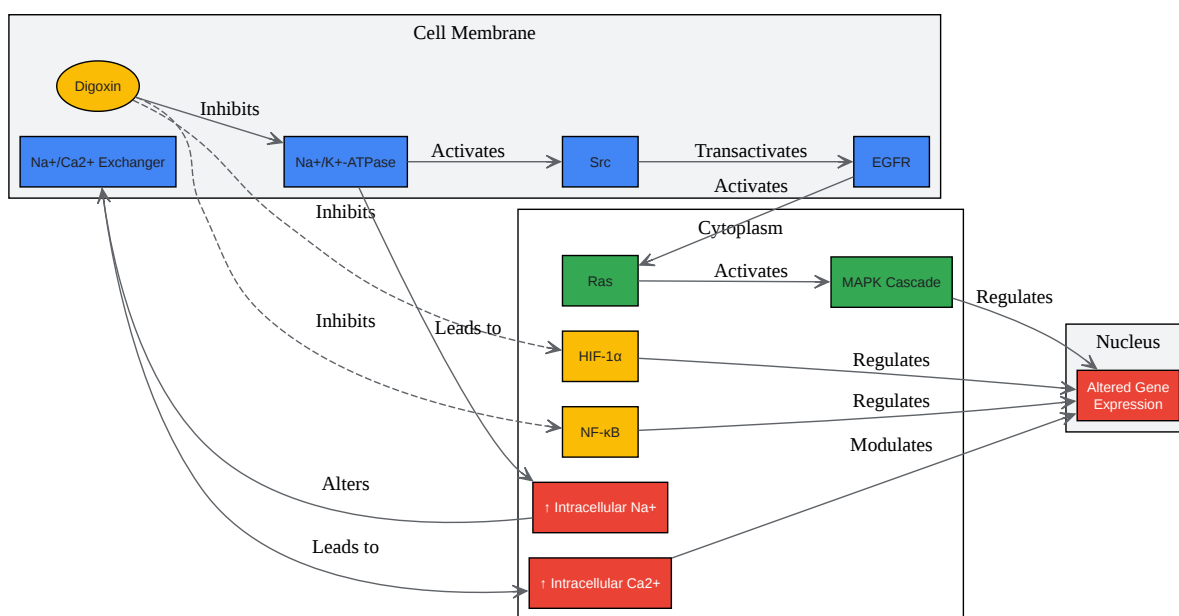 Cell Membrane
Digoxin
Inhibits
Na+/Ca2+ Exchanger
Na+/K+-ATPase
Activates
Src
Transactivates
EGFR
Activates
Inhibits
Cytoplasm
Ras
Activates
MAPK Cascade
Regulates
Inhibits
Leads to
HIF-1α
Regulates
Nucleus
Altered Gene
Expression
NF-κB
Regulates
Modulates
Alters
↑ Intracellular Na+
Leads to
↑ Intracellular Ca2+